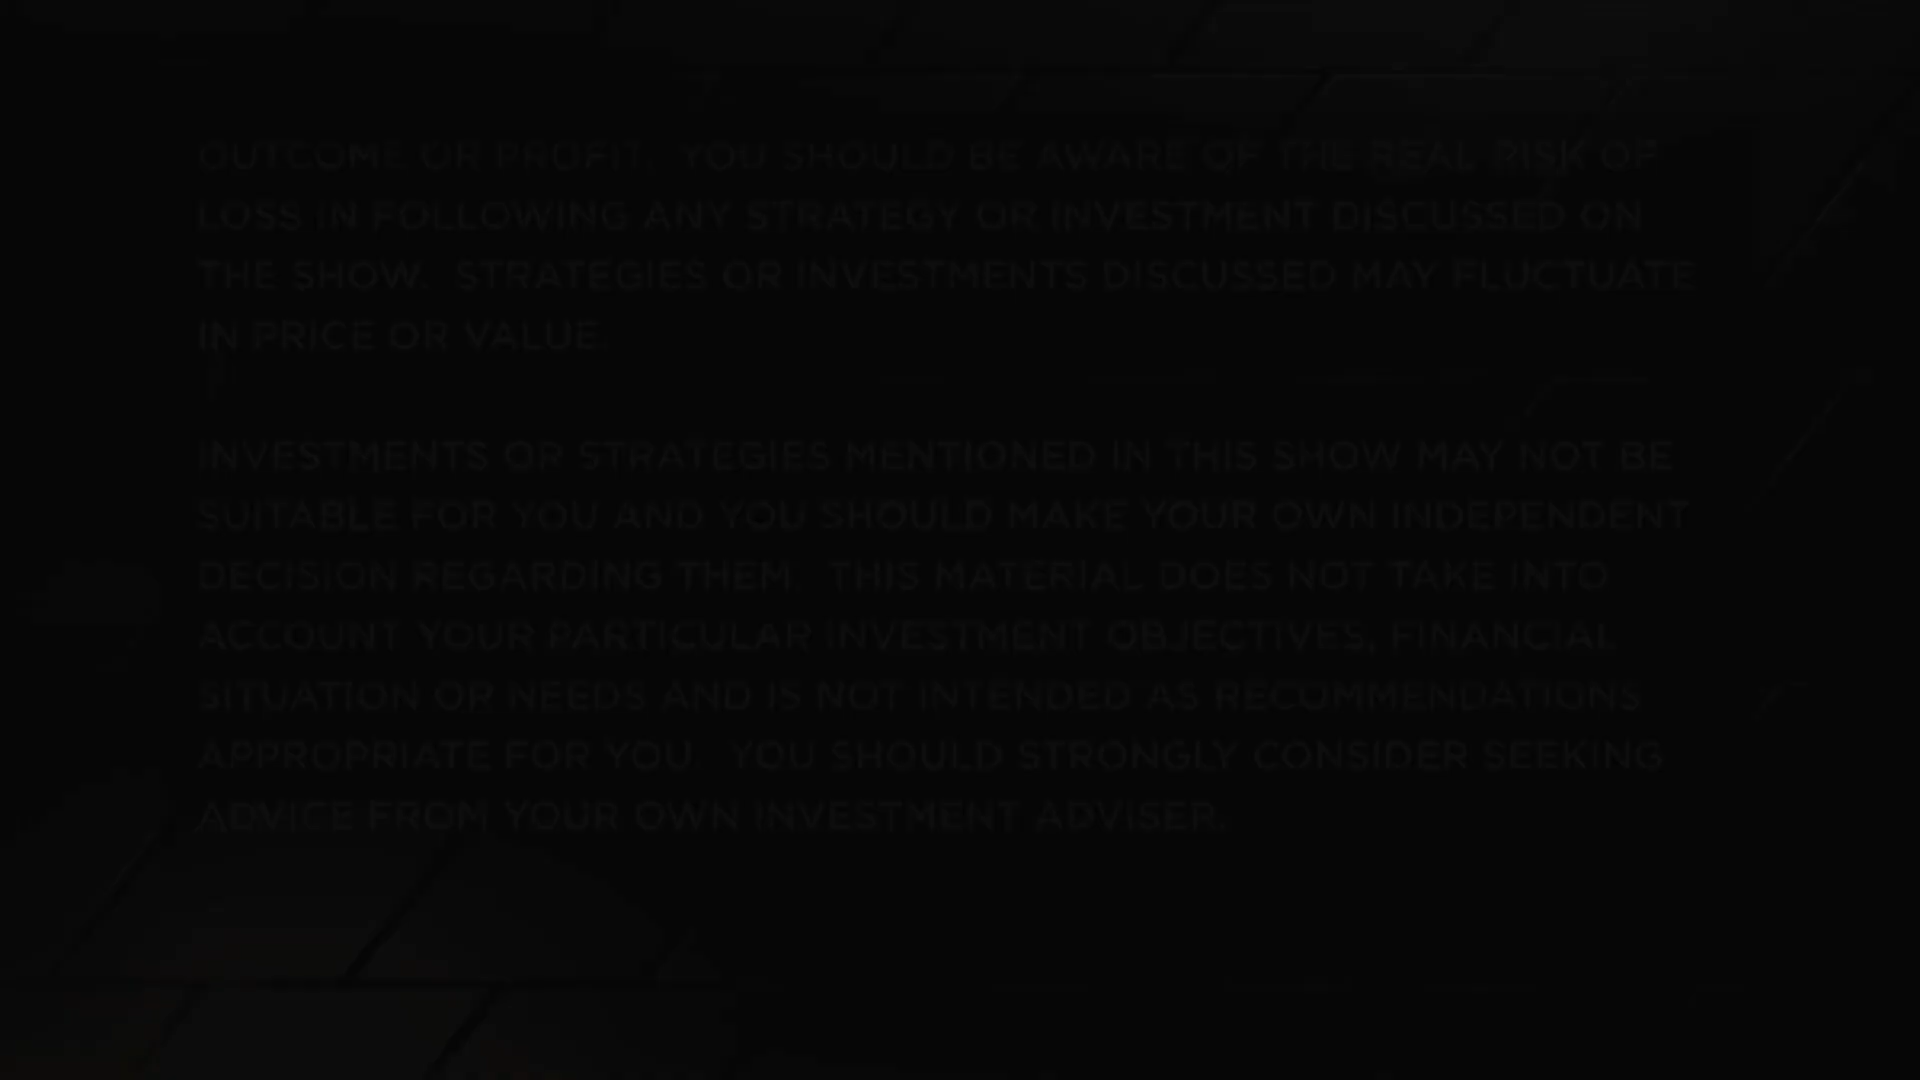 OUTCOME OR PROFIT.  YOU SHOULD BE AWARE OF THE REAL RISK OF
LOSS IN FOLLOWING ANY STRATEGY OR INVESTMENT DISCUSSED ON
THE SHOW.  STRATEGIES OR INVESTMENTS DISCUSSED MAY FLUCTUATE
IN PRICE OR VALUE.
INVESTMENTS OR STRATEGIES MENTIONED IN THIS SHOW MAY NOT BE
SUITABLE FOR YOU AND YOU SHOULD MAKE YOUR OWN INDEPENDENT
DECISION REGARDING THEM.  THIS MATERIAL DOES NOT TAKE INTO
ACCOUNT YOUR PARTICULAR INVESTMENT OBJECTIVES, FINANCIAL
SITUATION OR NEEDS AND IS NOT INTENDED AS RECOMMENDATIONS
APPROPRIATE FOR YOU.  YOU SHOULD STRONGLY CONSIDER SEEKING
ADVICE FROM YOUR OWN INVESTMENT ADVISER.